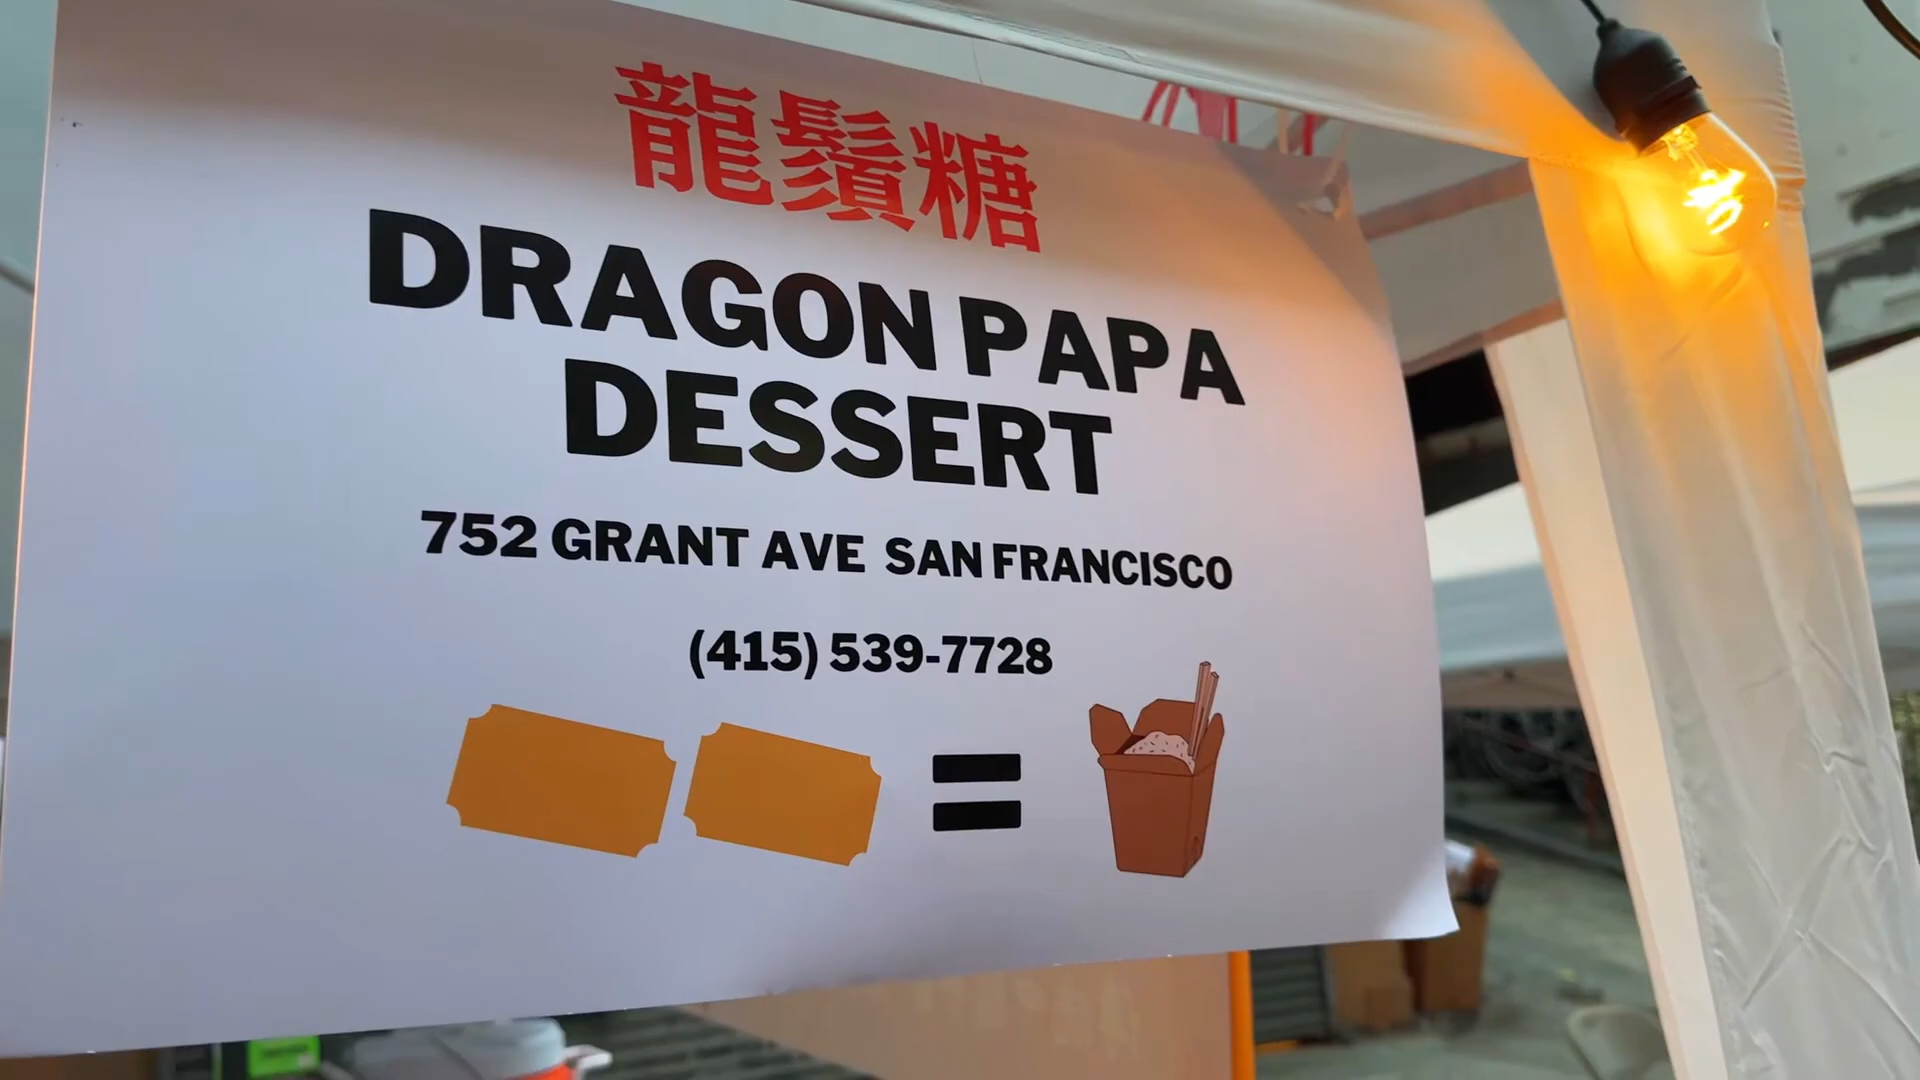 龍鬚糖
DRAGON PAPA
DESSERT
752 GRANT AVE SAN FRANCISCO
(415) 539-7728
=